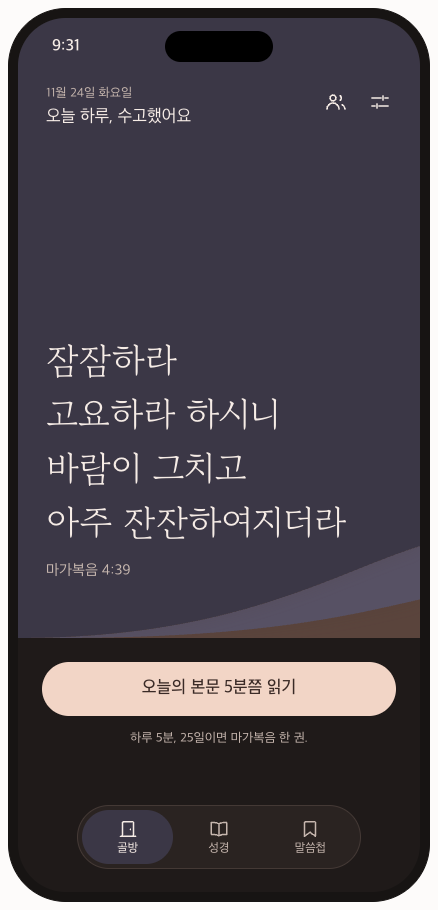 9:31
11월 24일 화요일
오늘 하루, 수고했어요
잠잠하라
고요하라 하시니
바람이 그치고
아주 잔잔하여지더라
마가복음 4:39
오늘의 본문 5분쯤 읽기
하루 5분, 25일이면 마가복음 한 권.
골방
성경
말씀첩